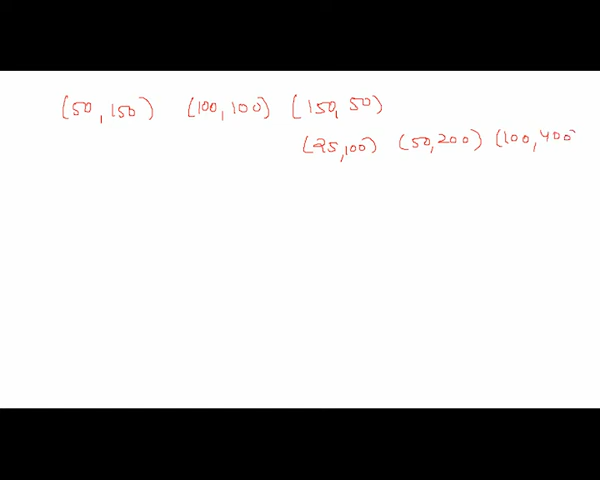 (50, 150) (100, 100) (150, 50)
(25, 100) (50, 200) (100, 400